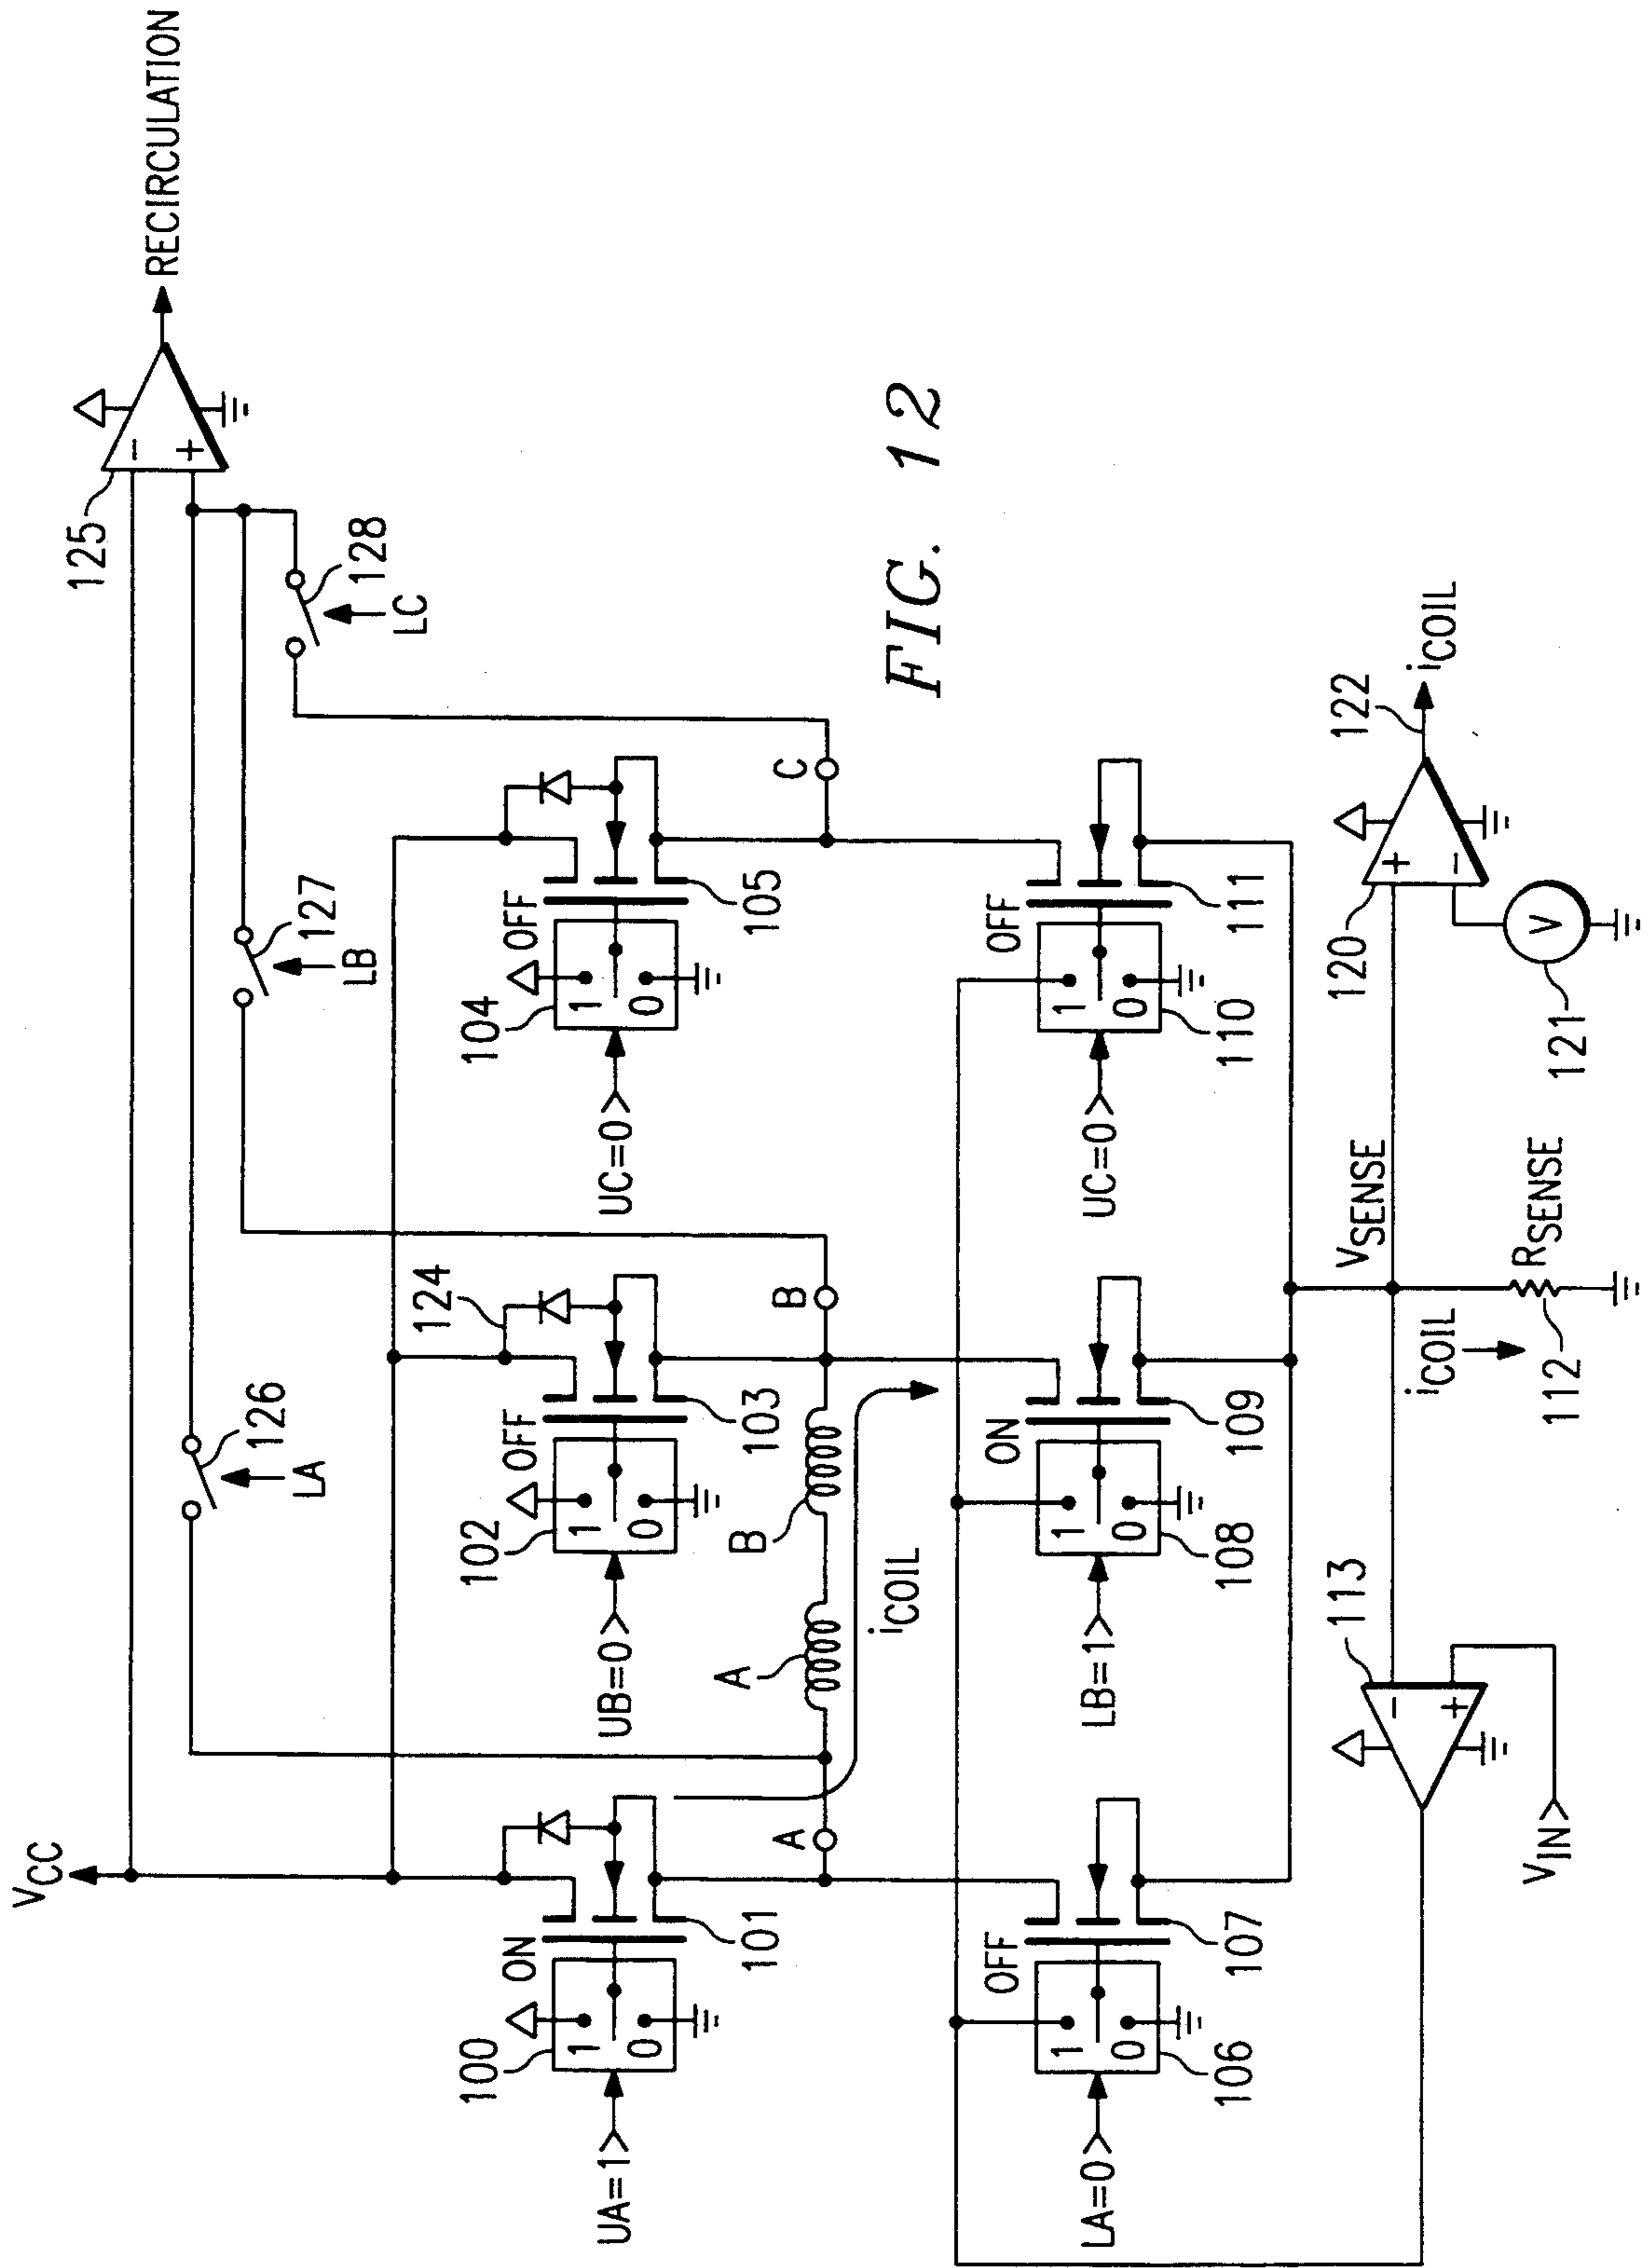 RECIRCULATION
125
−
+
128
LC
127
LB
126
LA
VCC
124
104
1
0
OFF
105
UC=0
C
102
1
0
OFF
103
UB=0
B
B
A
iCOIL
100
1
0
ON
101
UA=1
A
110
1
0
OFF
111
UC=0
108
1
0
ON
109
LB=1
106
1
0
OFF
107
LA=0
FIG. 12
VSENSE
RSENSE
iCOIL
112
120
+
−
V
121
122
iCOIL
113
−
+
VIN